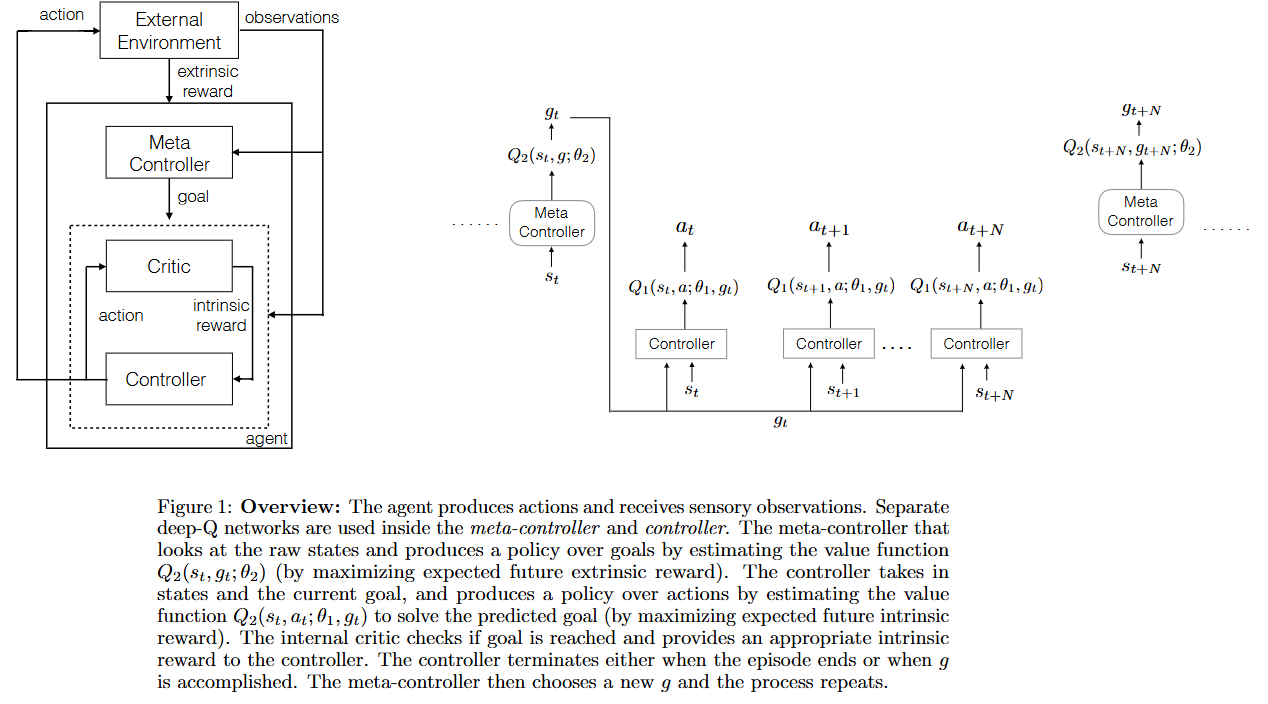 action
External
Environment
observations
extrinsic
reward
Meta
Controller
goal
Critic
action
intrinsic
reward
Controller
agent
g_t
Q_2(s_t, g; θ_2)
......
Meta
Controller
s_t
a_t
Q_1(s_t, a; θ_1, g_t)
Controller
s_t
a_{t+1}
Q_1(s_{t+1}, a; θ_1, g_t)
Controller
s_{t+1}
....
a_{t+N}
Q_1(s_{t+N}, a; θ_1, g_t)
Controller
s_{t+N}
g_t
g_{t+N}
Q_2(s_{t+N}, g_{t+N}; θ_2)
Meta
Controller
......
s_{t+N}
Figure 1: Overview: The agent produces actions and receives sensory observations. Separate
deep-Q networks are used inside the meta-controller and controller. The meta-controller that
looks at the raw states and produces a policy over goals by estimating the value function
Q_2(s_t, g_t; θ_2) (by maximizing expected future extrinsic reward). The controller takes in
states and the current goal, and produces a policy over actions by estimating the value
function Q_2(s_t, a_t; θ_1, g_t) to solve the predicted goal (by maximizing expected future intrinsic
reward). The internal critic checks if goal is reached and provides an appropriate intrinsic
reward to the controller. The controller terminates either when the episode ends or when g
is accomplished. The meta-controller then chooses a new g and the process repeats.